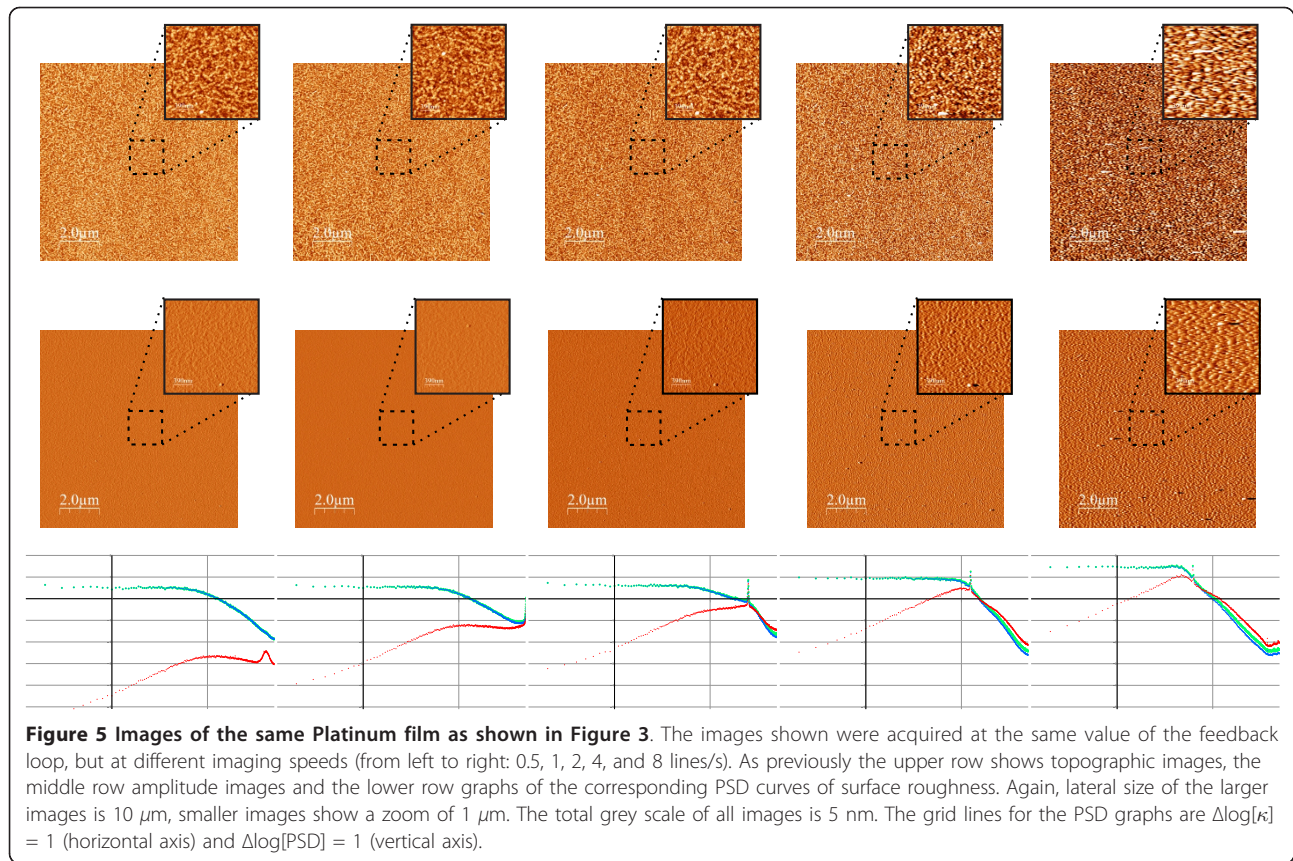 2.0μm
2.0μm
2.0μm
2.0μm
2.0μm
200nm
2.0μm
2.0μm
2.0μm
2.0μm
2.0μm
Figure 5 Images of the same Platinum film as shown in Figure 3. The images shown were acquired at the same value of the feedback
loop, but at different imaging speeds (from left to right: 0.5, 1, 2, 4, and 8 lines/s). As previously the upper row shows topographic images, the
middle row amplitude images and the lower row graphs of the corresponding PSD curves of surface roughness. Again, lateral size of the larger
images is 10 μm, smaller images show a zoom of 1 μm. The total grey scale of all images is 5 nm. The grid lines for the PSD graphs are Δlog[κ]
= 1 (horizontal axis) and Δlog[PSD] = 1 (vertical axis).